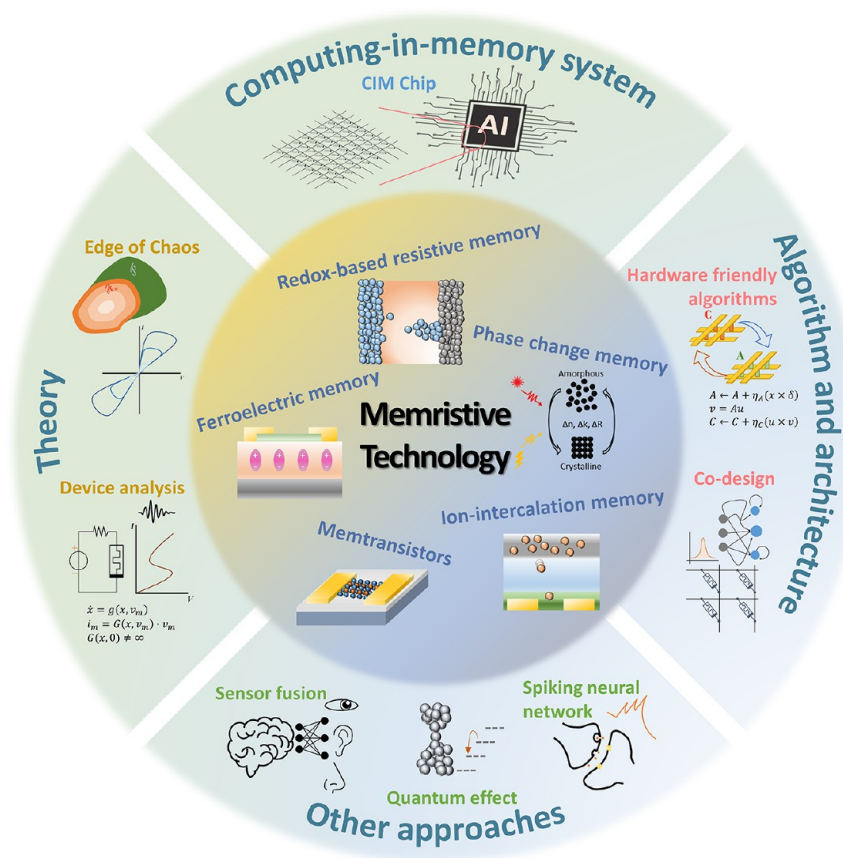 Computing-in-memory system
CIM Chip
AI
Theory
Edge of Chaos
Device analysis
I
V
ẋ = g(x, v_m)
i_m = G(x, v_m) · v_m
G(x, 0) ≠ ∞
Redox-based resistive memory
Phase change memory
Amorphous
Δn, Δk, ΔR
Crystalline
Ferroelectric memory
Memristive
Technology
Ion-intercalation memory
Memtransistors
Algorithm and architecture
Hardware friendly
algorithms
C
A
A ← A + η_A(x × δ)
v = Au
C ← C + η_C(u × v)
Co-design
Sensor fusion
Quantum effect
Spiking neural
network
Other approaches